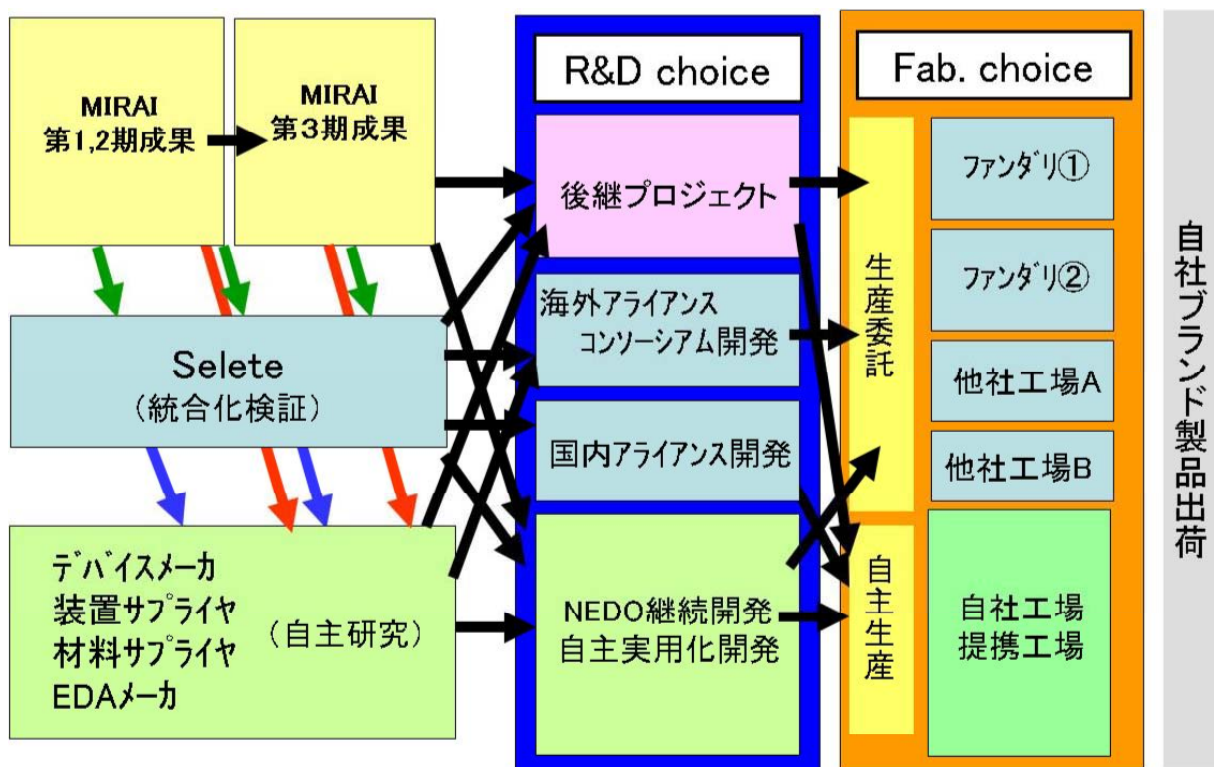 MIRAI
第1,2期成果
MIRAI
第3期成果
Selete
(統合化検証)
デバイスメーカ
装置サプライヤ
材料サプライヤ
EDAメーカ
(自主研究)
R&D choice
後継プロジェクト
海外アライアンス
コンソーシアム開発
国内アライアンス開発
NEDO継続開発
自主実用化開発
Fab. choice
生産委託
自主生産
ファンダリ①
ファンダリ②
他社工場A
他社工場B
自社工場
提携工場
自社ブランド製品出荷